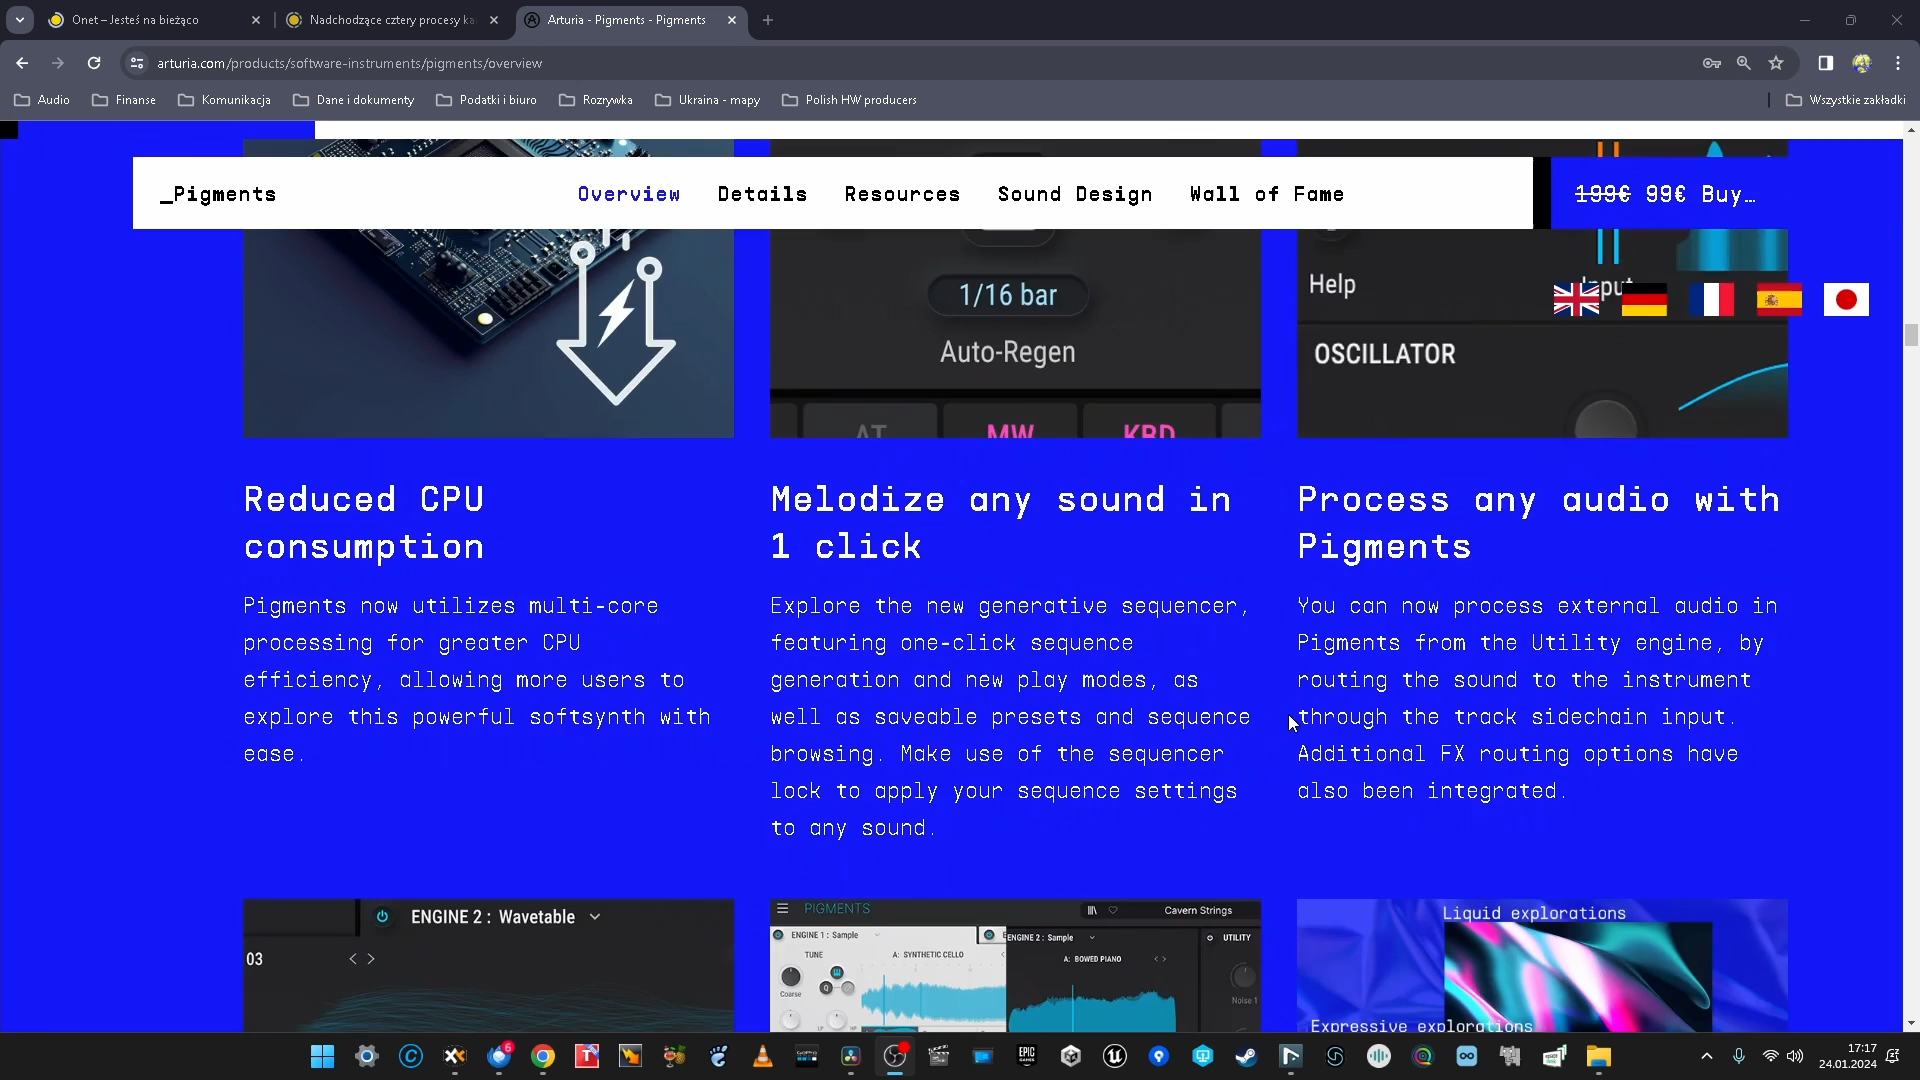 Onet – Jesteś na bieżąco
Nadchodzące cztery procesy ka
Arturia - Pigments - Pigments
arturia.com/products/software-instruments/pigments/overview
Audio
Finanse
Komunikacja
Dane i dokumenty
Podatki i biuro
Rozrywka
Ukraina - mapy
Polish HW producers
Wszystkie zakładki
_Pigments
Overview
Details
Resources
Sound Design
Wall of Fame
199€ 99€ Buy…
1/16 bar
Auto-Regen
AT
MW
KBD
Help
Input
OSCILLATOR
Reduced CPU
consumption
Pigments now utilizes multi-core
processing for greater CPU
efficiency, allowing more users to
explore this powerful softsynth with
ease.
Melodize any sound in
1 click
Explore the new generative sequencer,
featuring one-click sequence
generation and new play modes, as
well as saveable presets and sequence
browsing. Make use of the sequencer
lock to apply your sequence settings
to any sound.
Process any audio with
Pigments
You can now process external audio in
Pigments from the Utility engine, by
routing the sound to the instrument
through the track sidechain input.
Additional FX routing options have
also been integrated.
ENGINE 2 : Wavetable
03
PIGMENTS
Cavern Strings
ENGINE 1 : Sample
TUNE
A: SYNTHETIC CELLO
Coarse
ENGINE 2 : Sample
UTILITY
A: BOWED PIANO
Noise 1
Liquid explorations
Expressive explorations
6
17:17
24.01.2024